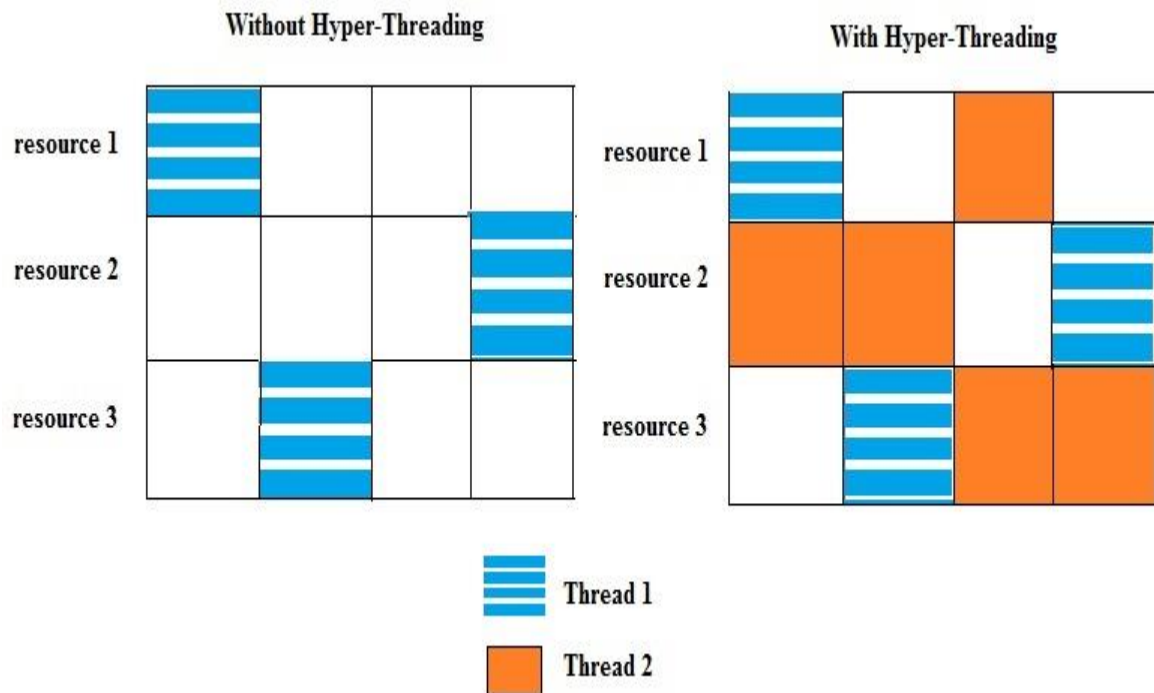 Without Hyper-Threading
With Hyper-Threading
resource 1
resource 1
resource 2
resource 2
resource 3
resource 3
Thread 1
Thread 2